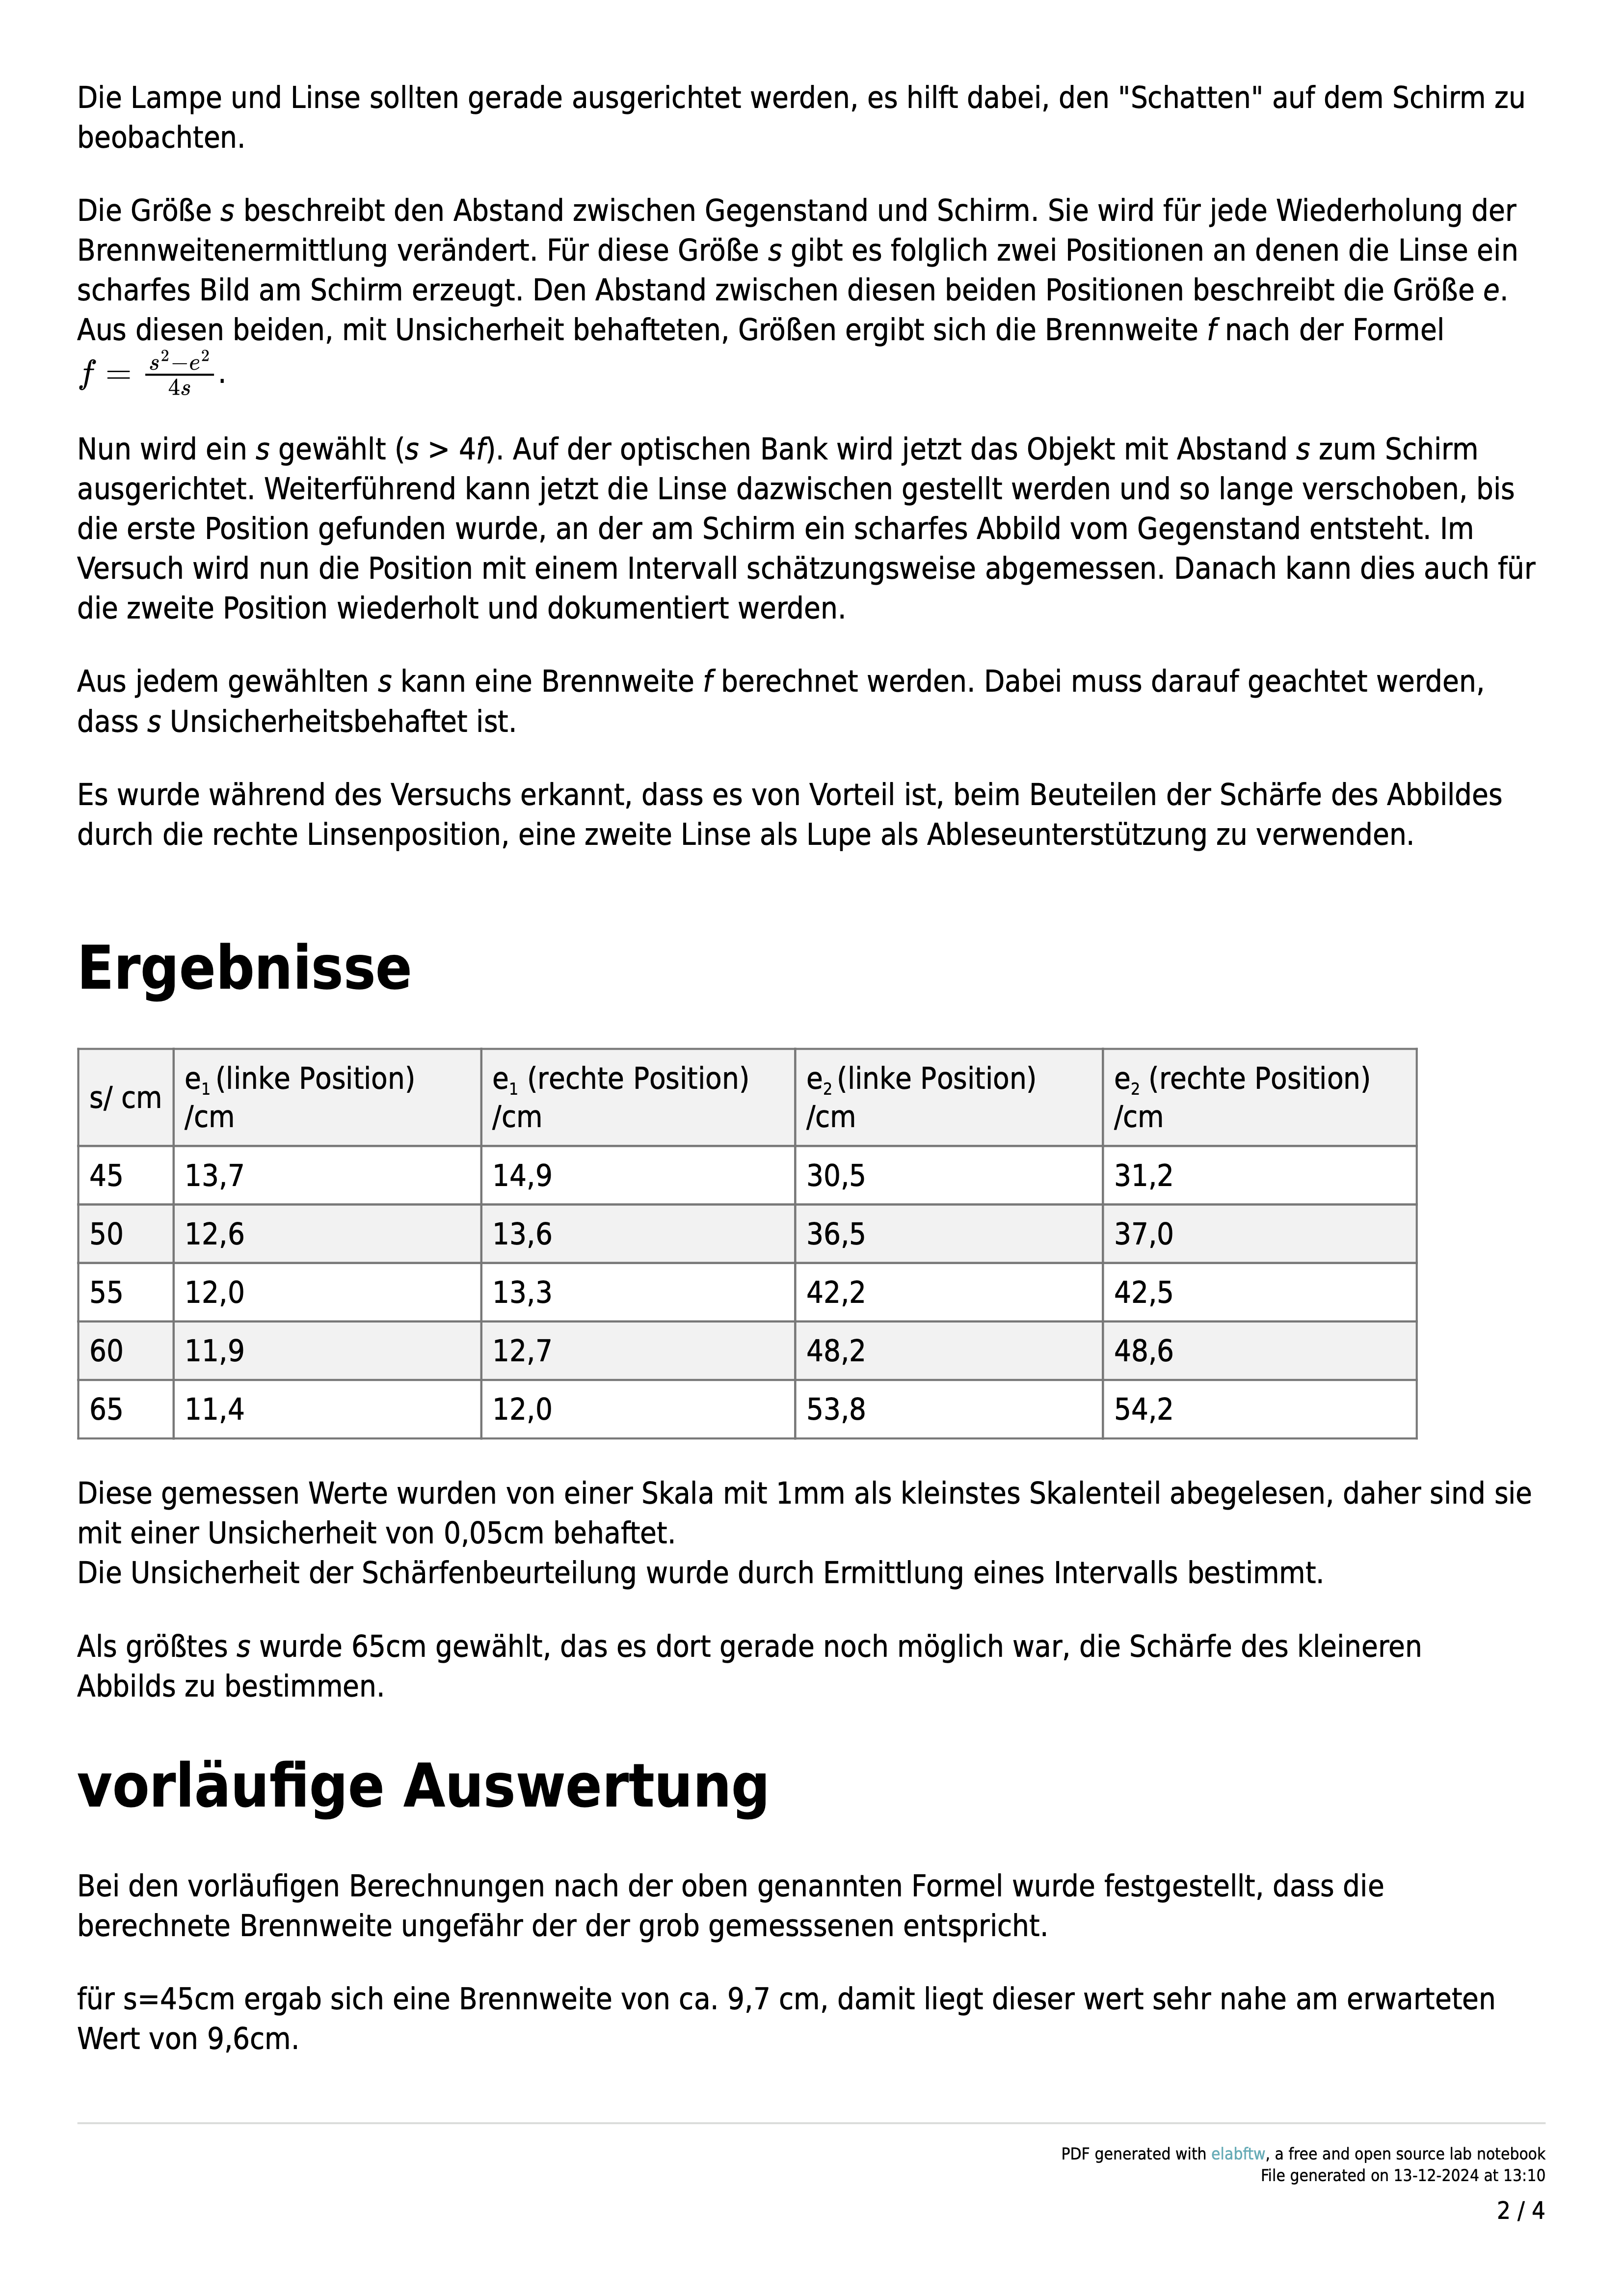 Die Lampe und Linse sollten gerade ausgerichtet werden, es hilft dabei, den "Schatten" auf dem Schirm zu
beobachten.
Die Größe s beschreibt den Abstand zwischen Gegenstand und Schirm. Sie wird für jede Wiederholung der
Brennweitenermittlung verändert. Für diese Größe s gibt es folglich zwei Positionen an denen die Linse ein
scharfes Bild am Schirm erzeugt. Den Abstand zwischen diesen beiden Positionen beschreibt die Größe e.
Aus diesen beiden, mit Unsicherheit behafteten, Größen ergibt sich die Brennweite f nach der Formel
f = \frac{s^2-e^2}{4s}.
Nun wird ein s gewählt (s > 4f). Auf der optischen Bank wird jetzt das Objekt mit Abstand s zum Schirm
ausgerichtet. Weiterführend kann jetzt die Linse dazwischen gestellt werden und so lange verschoben, bis
die erste Position gefunden wurde, an der am Schirm ein scharfes Abbild vom Gegenstand entsteht. Im
Versuch wird nun die Position mit einem Intervall schätzungsweise abgemessen. Danach kann dies auch für
die zweite Position wiederholt und dokumentiert werden.
Aus jedem gewählten s kann eine Brennweite f berechnet werden. Dabei muss darauf geachtet werden,
dass s Unsicherheitsbehaftet ist.
Es wurde während des Versuchs erkannt, dass es von Vorteil ist, beim Beuteilen der Schärfe des Abbildes
durch die rechte Linsenposition, eine zweite Linse als Lupe als Ableseunterstützung zu verwenden.
Ergebnisse
s/ cm | e₁ (linke Position) /cm | e₁ (rechte Position) /cm | e₂ (linke Position) /cm | e₂ (rechte Position) /cm
45 | 13,7 | 14,9 | 30,5 | 31,2
50 | 12,6 | 13,6 | 36,5 | 37,0
55 | 12,0 | 13,3 | 42,2 | 42,5
60 | 11,9 | 12,7 | 48,2 | 48,6
65 | 11,4 | 12,0 | 53,8 | 54,2
Diese gemessen Werte wurden von einer Skala mit 1mm als kleinstes Skalenteil abegelesen, daher sind sie
mit einer Unsicherheit von 0,05cm behaftet.
Die Unsicherheit der Schärfenbeurteilung wurde durch Ermittlung eines Intervalls bestimmt.
Als größtes s wurde 65cm gewählt, das es dort gerade noch möglich war, die Schärfe des kleineren
Abbilds zu bestimmen.
vorläufige Auswertung
Bei den vorläufigen Berechnungen nach der oben genannten Formel wurde festgestellt, dass die
berechnete Brennweite ungefähr der der grob gemesssenen entspricht.
für s=45cm ergab sich eine Brennweite von ca. 9,7 cm, damit liegt dieser wert sehr nahe am erwarteten
Wert von 9,6cm.
PDF generated with elabftw, a free and open source lab notebook
File generated on 13-12-2024 at 13:10
2 / 4